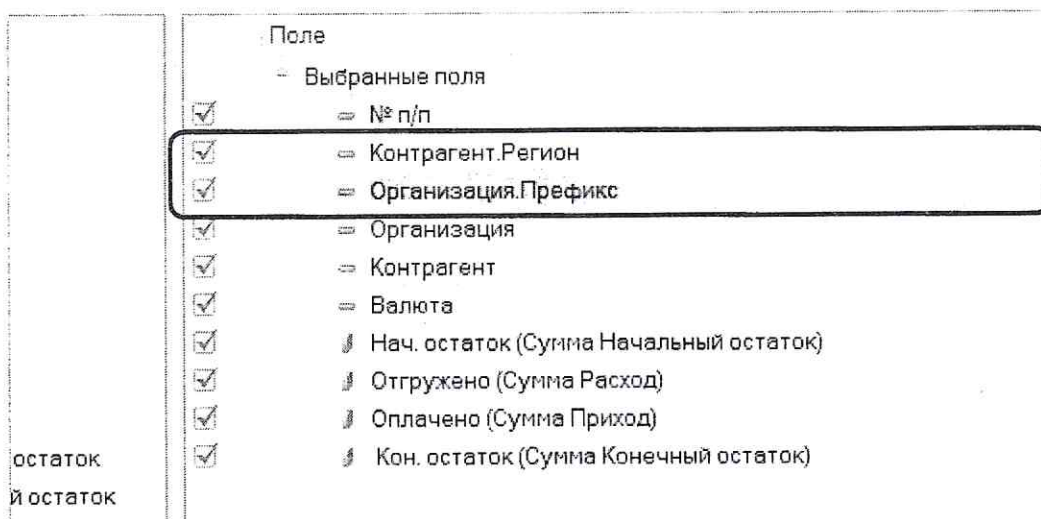 Поле
Выбранные поля
№ п/п
Контрагент.Регион
Организация.Префикс
Организация
Контрагент
Валюта
Нач. остаток (Сумма Начальный остаток)
Отгружено (Сумма Расход)
Оплачено (Сумма Приход)
остаток Кон. остаток (Сумма Конечный остаток)
й остаток